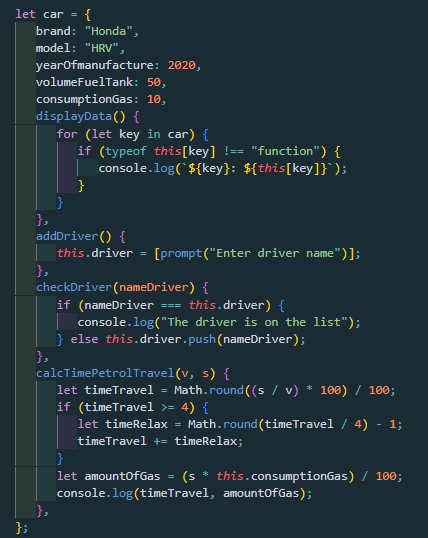 let car = {
brand: "Honda",
model: "HRV",
yearOfmanufacture: 2020,
volumeFuelTank: 50,
consumptionGas: 10,
displayData() {
for (let key in car) {
if (typeof this[key] !== "function") {
console.log(`${key}: ${this[key]}`);
}
}
},
addDriver() {
this.driver = [prompt("Enter driver name")];
},
checkDriver(nameDriver) {
if (nameDriver === this.driver) {
console.log("The driver is on the list");
} else this.driver.push(nameDriver);
},
calcTimePetrolTravel(v, s) {
let timeTravel = Math.round((s / v) * 100) / 100;
if (timeTravel >= 4) {
let timeRelax = Math.round(timeTravel / 4) - 1;
timeTravel += timeRelax;
}
let amountOfGas = (s * this.consumptionGas) / 100;
console.log(timeTravel, amountOfGas);
},
};